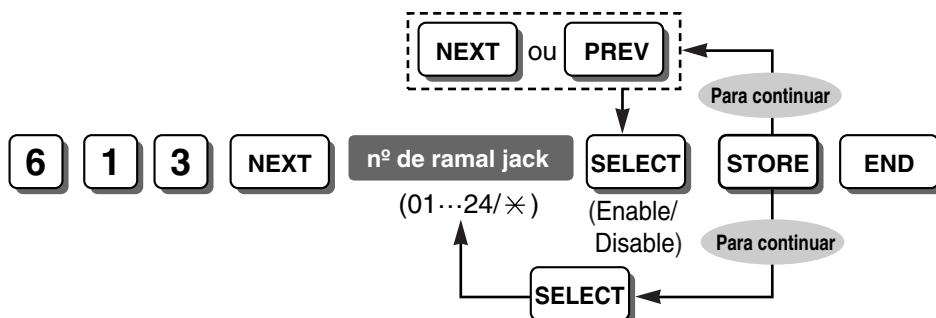 NEXT ou PREV
Para continuar
6 1 3 NEXT nº de ramal jack SELECT STORE END
(01···24/✳)
(Enable/
Disable)
Para continuar
SELECT